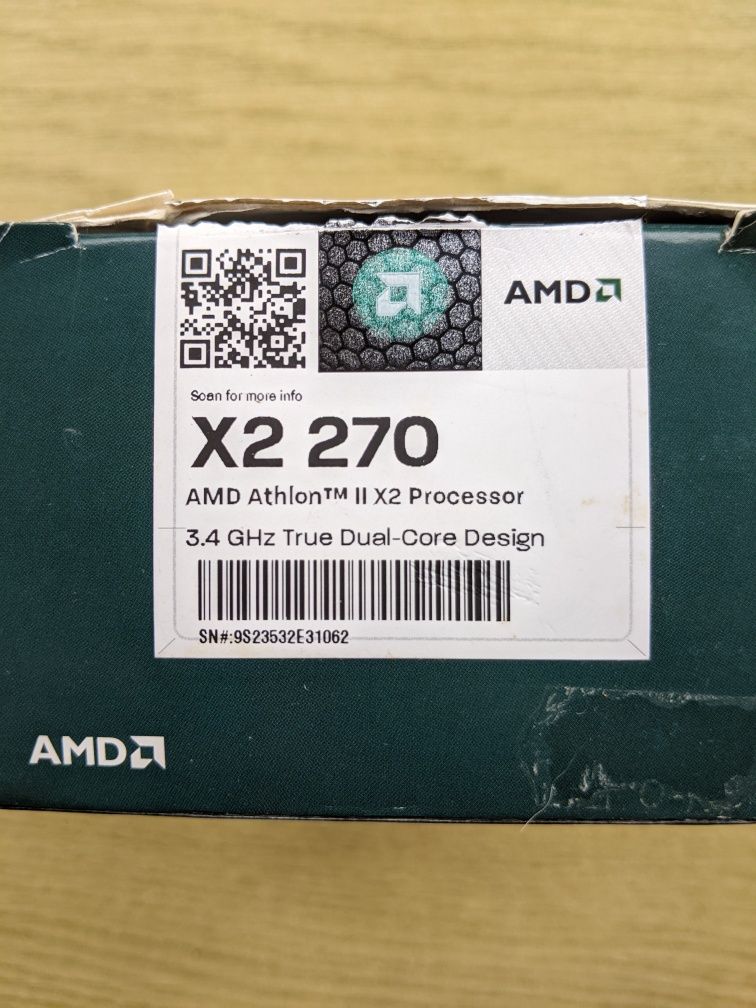 AMD
Scan for more info
X2 270
AMD Athlon™ II X2 Processor
3.4 GHz True Dual-Core Design
SN#:9S23532E31062
AMD